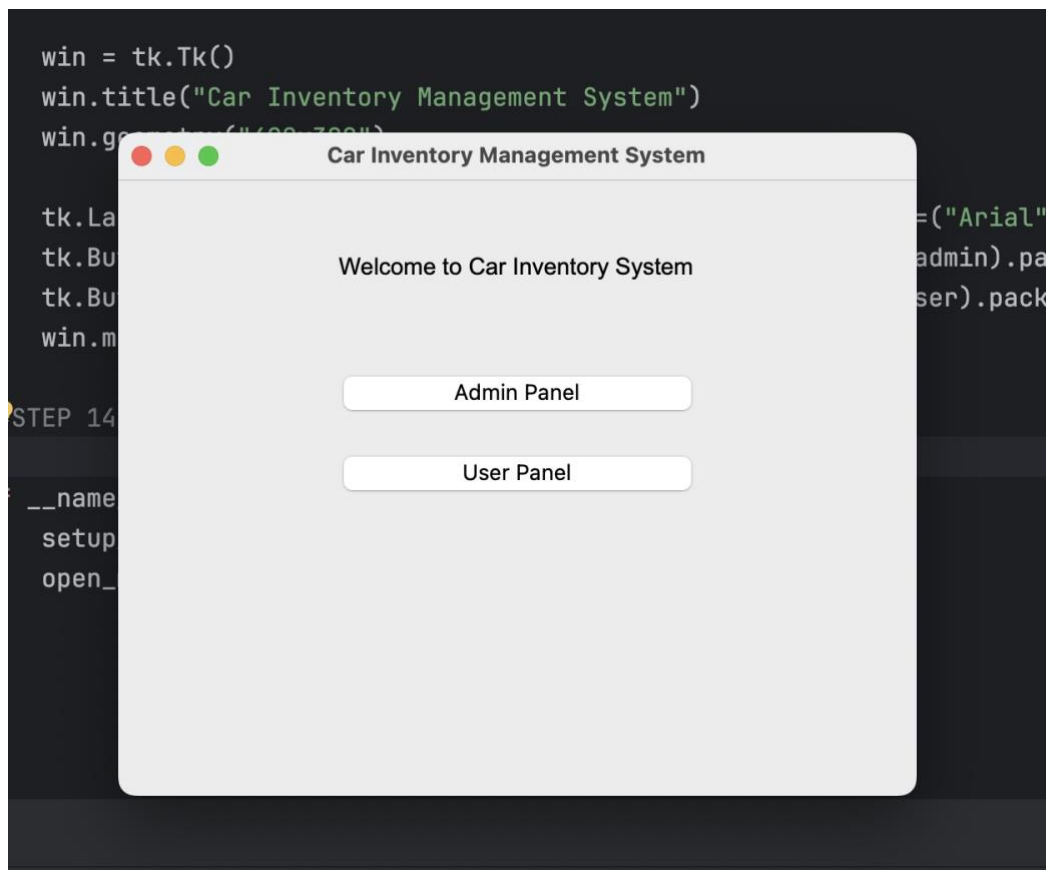 win = tk.Tk()
win.title("Car Inventory Management System")
win.g
Car Inventory Management System
tk.La
=("Arial"
tk.Bu
admin).pa
Welcome to Car Inventory System
tk.Bu
ser).pack
win.m
Admin Panel
STEP 14
User Panel
__name
setup
open_